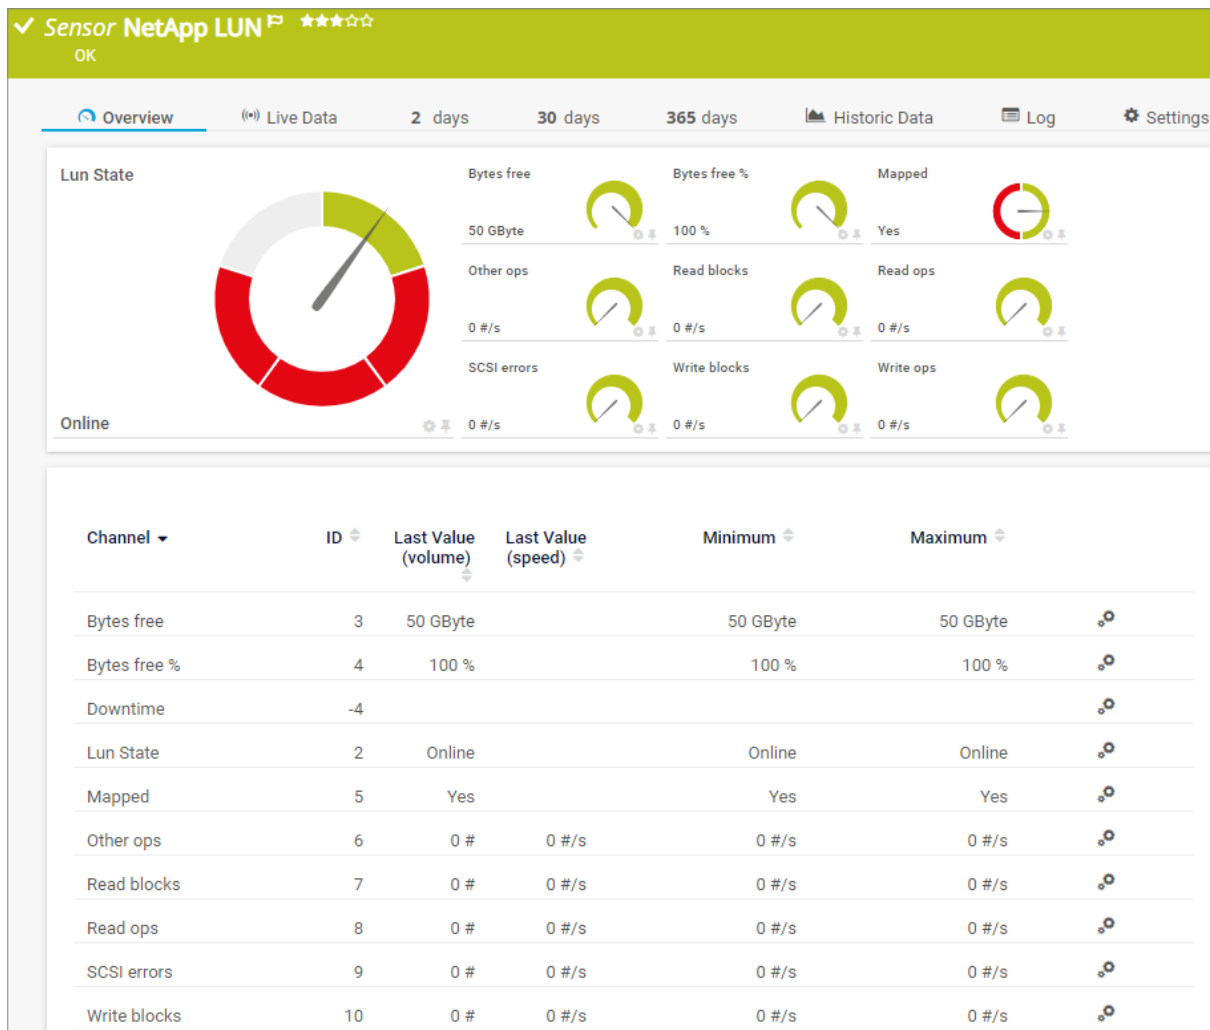 Sensor NetApp LUN
OK
Overview Live Data 2 days 30 days 365 days Historic Data Log Settings
Lun State
Online
Bytes free
50 GByte
Bytes free %
100 %
Mapped
Yes
Other ops
0 #/s
Read blocks
0 #/s
Read ops
0 #/s
SCSI errors
0 #/s
Write blocks
0 #/s
Write ops
0 #/s
Channel ID Last Value (volume) Last Value (speed) Minimum Maximum
Bytes free 3 50 GByte 50 GByte 50 GByte
Bytes free % 4 100 % 100 % 100 %
Downtime -4
Lun State 2 Online Online Online
Mapped 5 Yes Yes Yes
Other ops 6 0 # 0 #/s 0 #/s 0 #/s
Read blocks 7 0 # 0 #/s 0 #/s 0 #/s
Read ops 8 0 # 0 #/s 0 #/s 0 #/s
SCSI errors 9 0 # 0 #/s 0 #/s 0 #/s
Write blocks 10 0 # 0 #/s 0 #/s 0 #/s